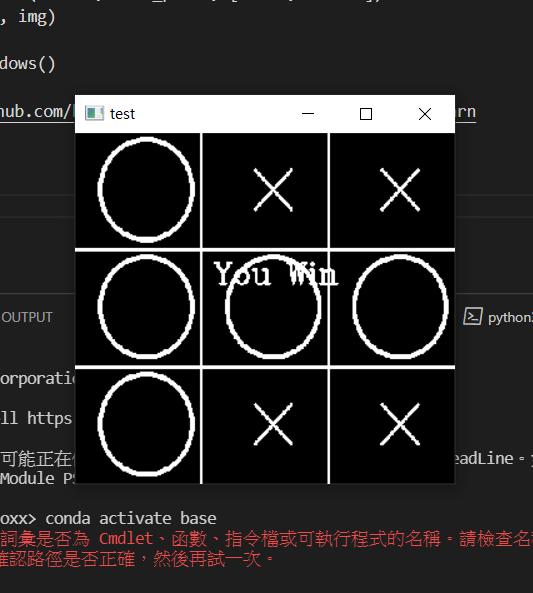 , img)
dows()
hub.com/
rn
test
You Win
OUTPUT
python3
orporatio
ll https
可能正在
eadLine。
Module PS
oxx> conda activate base
詞彙是否為 Cmdlet、函數、指令檔或可執行程式的名稱。請檢查名
確認路徑是否正確，然後再試一次。